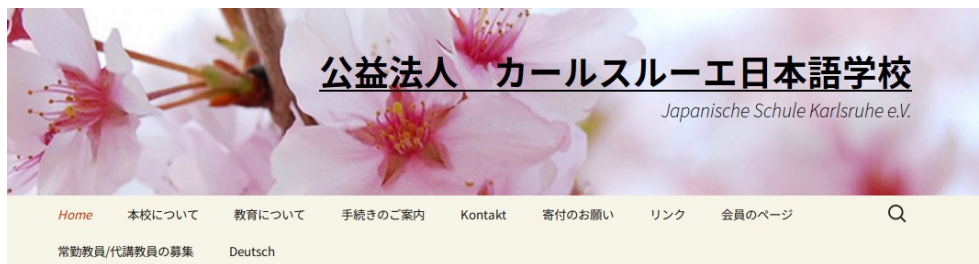 公益法人　カールスルーエ日本語学校
Japanische Schule Karlsruhe e.V.
Home 本校について 教育について 手続きのご案内 Kontakt 寄付のお願い リンク 会員のページ
常勤教員/代講教員の募集 Deutsch